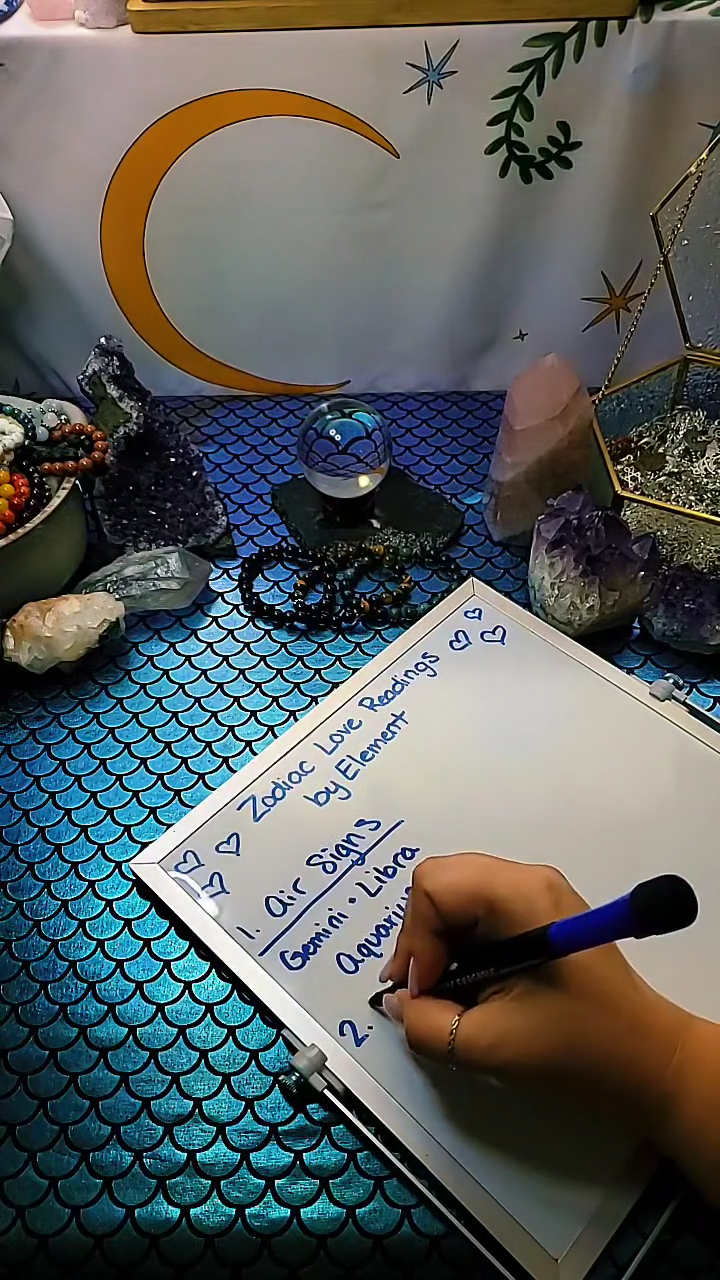 Zodiac Love Readings
by Element
1. Air Signs
Gemini • Libra
2.